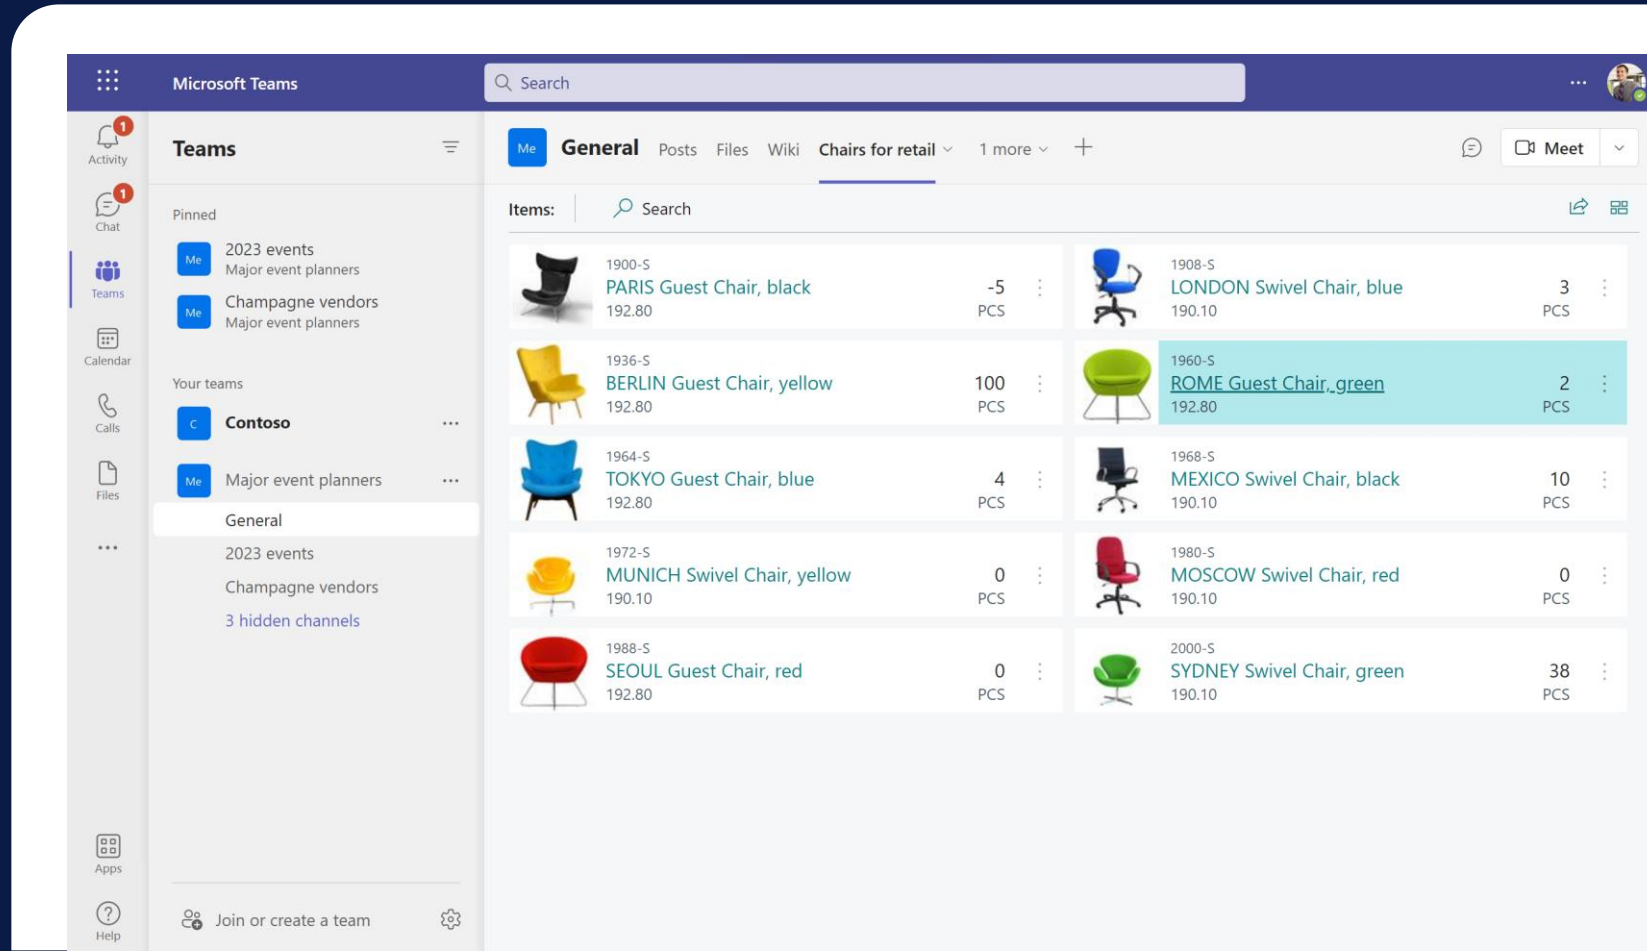 Microsoft Teams
Search
1
Activity
1
Chat
Teams
Calendar
Calls
Files
Apps
Help
Teams
Pinned
Me
2023 events
Major event planners
Me
Champagne vendors
Major event planners
Your teams
C
Contoso
Me
Major event planners
General
2023 events
Champagne vendors
3 hidden channels
Join or create a team
Me General Posts Files Wiki Chairs for retail 1 more
Meet
Items: Search
1900-S
PARIS Guest Chair, black -5
192.80 PCS
1908-S
LONDON Swivel Chair, blue 3
190.10 PCS
1936-S
BERLIN Guest Chair, yellow 100
192.80 PCS
1960-S
ROME Guest Chair, green 2
192.80 PCS
1964-S
TOKYO Guest Chair, blue 4
192.80 PCS
1968-S
MEXICO Swivel Chair, black 10
190.10 PCS
1972-S
MUNICH Swivel Chair, yellow 0
190.10 PCS
1980-S
MOSCOW Swivel Chair, red 0
190.10 PCS
1988-S
SEOUL Guest Chair, red 0
192.80 PCS
2000-S
SYDNEY Swivel Chair, green 38
190.10 PCS